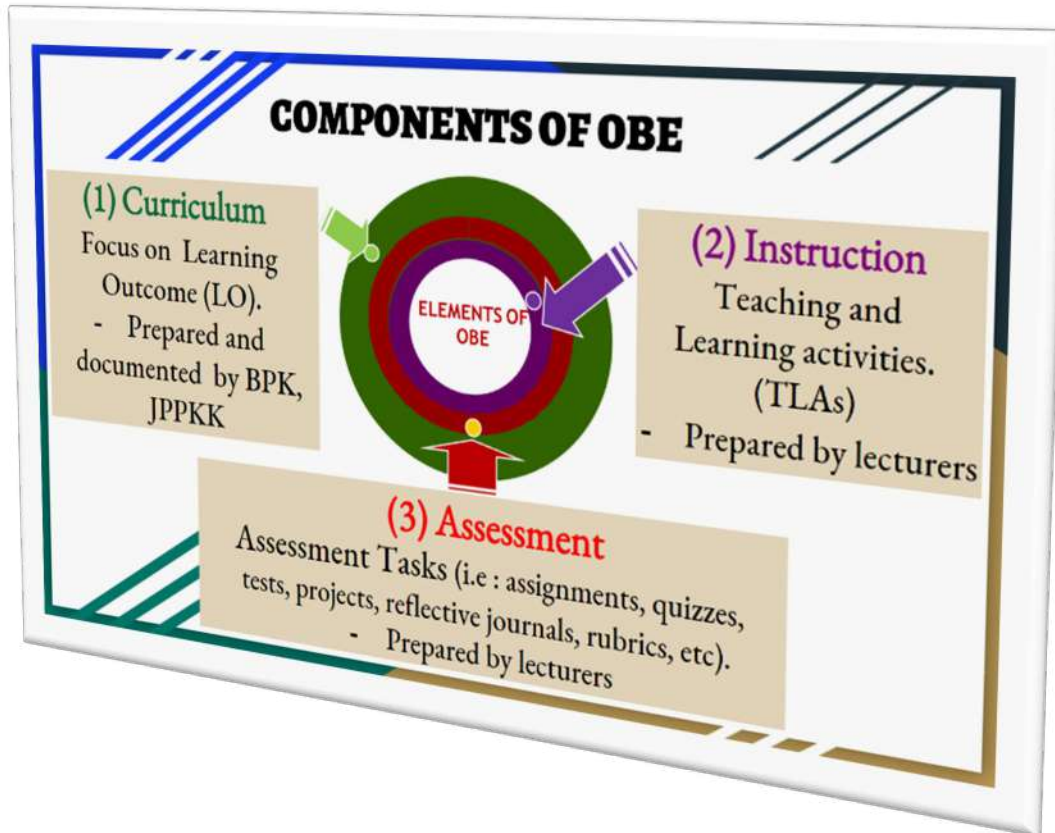 COMPONENTS OF OBE
(1) Curriculum
Focus on Learning
Outcome (LO).
- Prepared and
documented by BPK,
JPPKK
ELEMENTS OF
OBE
(2) Instruction
Teaching and
Learning activities.
(TLAs)
- Prepared by lecturers
(3) Assessment
Assessment Tasks (i.e : assignments, quizzes,
tests, projects, reflective journals, rubrics, etc).
- Prepared by lecturers